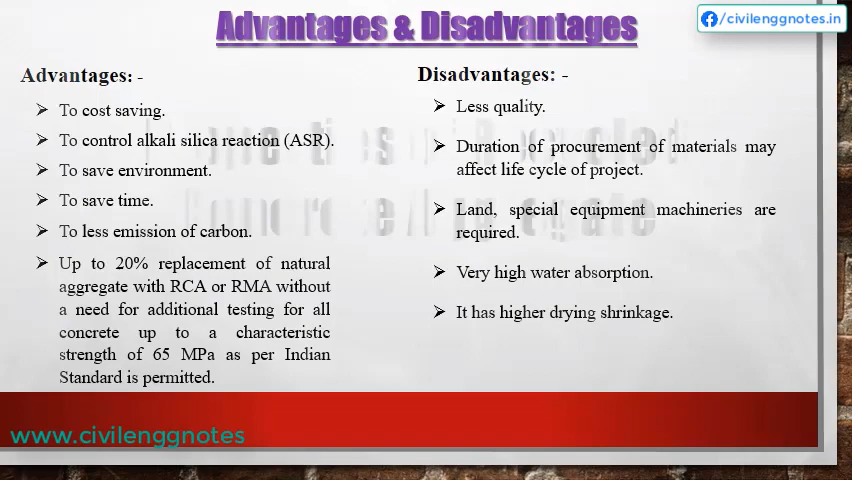 Advantages & Disadvantages
/civilenggnotes.in
Advantages: -
➢ To cost saving.
➢ To control alkali silica reaction (ASR).
➢ To save environment.
➢ To save time.
➢ To less emission of carbon.
➢ Up to 20% replacement of natural
aggregate with RCA or RMA without
a need for additional testing for all
concrete up to a characteristic
strength of 65 MPa as per Indian
Standard is permitted.
Disadvantages: -
➢ Less quality.
➢ Duration of procurement of materials may
affect life cycle of project.
➢ Land, special equipment machineries are
required.
➢ Very high water absorption.
➢ It has higher drying shrinkage.
www.civilenggnotes